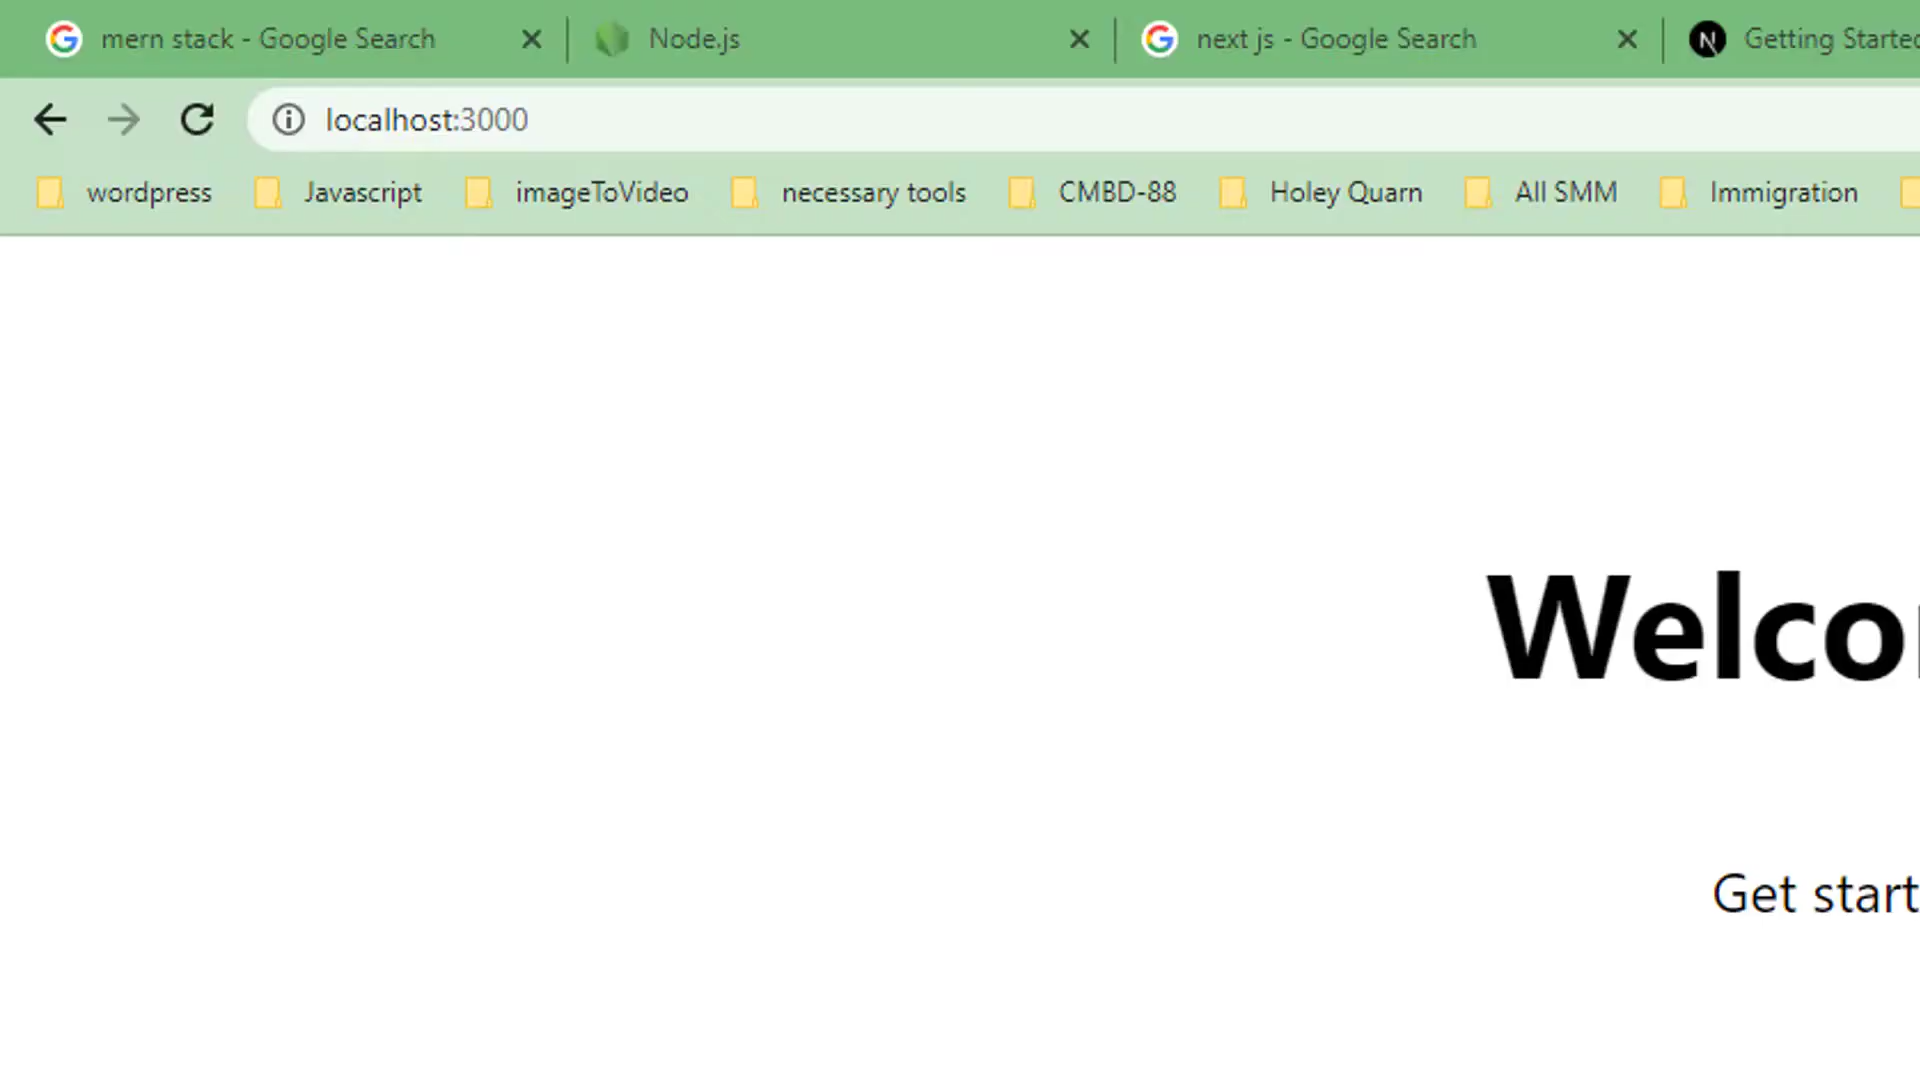 mern stack - Google Search Node.js next js - Google Search Getting Started
localhost:3000
wordpress Javascript imageToVideo necessary tools CMBD-88 Holey Quarn All SMM Immigration
Welco
Get start